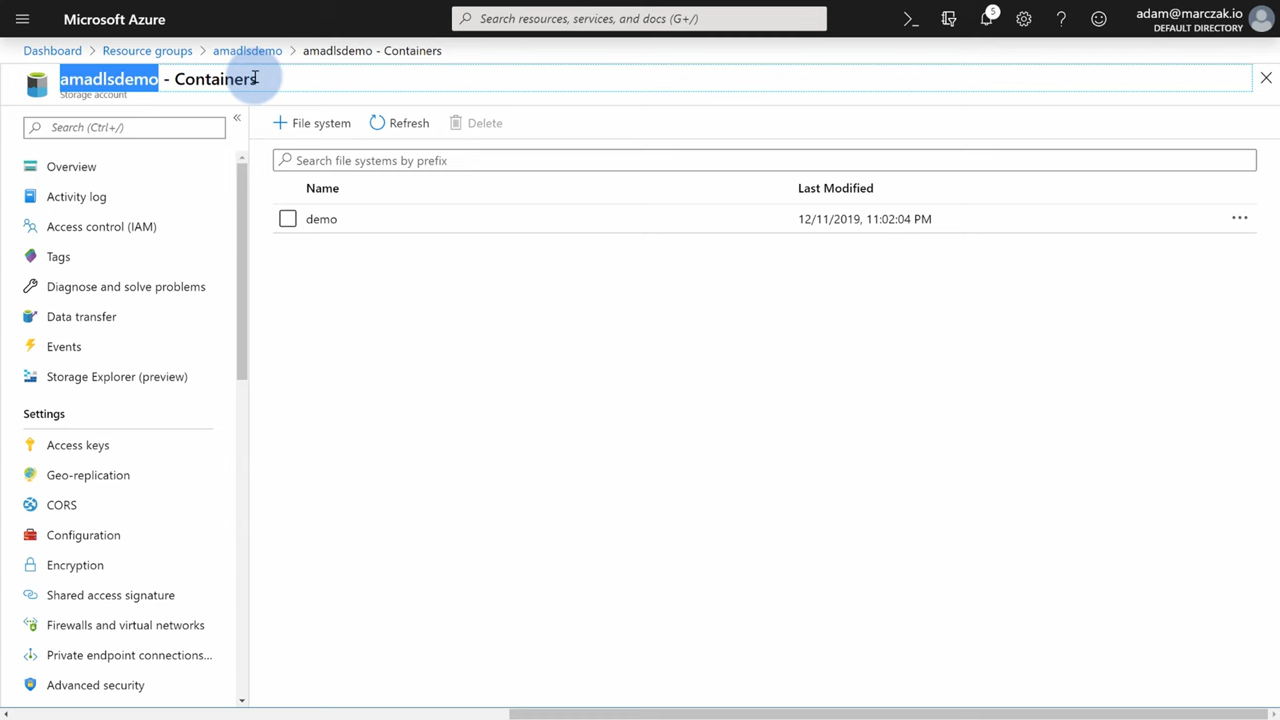 Microsoft Azure
Search resources, services, and docs (G+/)
5
adam@marczak.io
DEFAULT DIRECTORY
Dashboard > Resource groups > amadlsdemo > amadlsdemo - Containers
amadlsdemo - Containers
Storage account
Search (Ctrl+/)
«
File system
Refresh
Delete
Search file systems by prefix
Name
Last Modified
demo
12/11/2019, 11:02:04 PM
Overview
Activity log
Access control (IAM)
Tags
Diagnose and solve problems
Data transfer
Events
Storage Explorer (preview)
Settings
Access keys
Geo-replication
CORS
Configuration
Encryption
Shared access signature
Firewalls and virtual networks
Private endpoint connections...
Advanced security